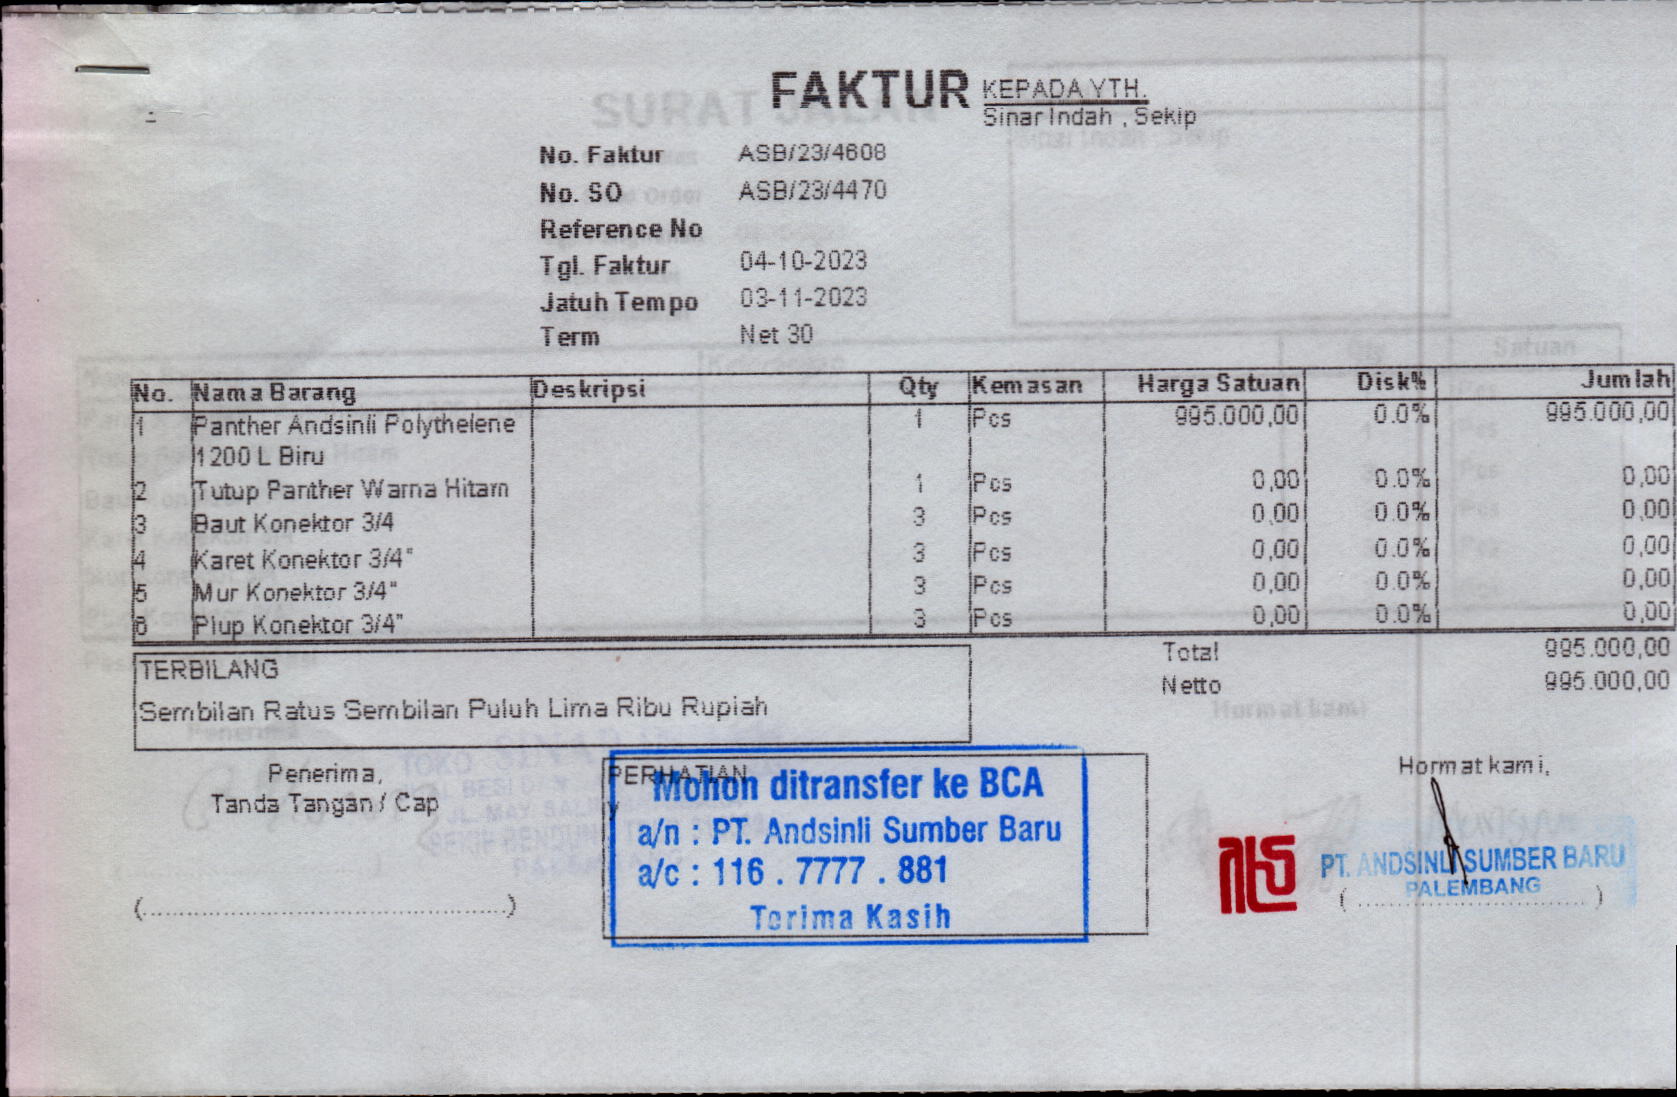 FAKTUR
KEPADA YTH.
Sinar Indah , Sekip
No. Faktur ASB/23/4608
No. SO ASB/23/4470
Reference No
Tgl. Faktur 04-10-2023
Jatuh Tempo 03-11-2023
Term Net 30
No. Nama Barang Deskripsi Qty Kemasan Harga Satuan Disk% Jumlah
1 Panther Andsinli Polythelene 1 Pcs 995.000,00 0.0% 995.000,00
1200 L Biru
2 Tutup Panther Warna Hitam 1 Pcs 0,00 0.0% 0,00
3 Baut Konektor 3/4 3 Pcs 0,00 0.0% 0,00
4 Karet Konektor 3/4" 3 Pcs 0,00 0.0% 0,00
5 Mur Konektor 3/4" 3 Pcs 0,00 0.0% 0,00
6 Plup Konektor 3/4" 3 Pcs 0,00 0.0% 0,00
Total 995.000,00
Netto 995.000,00
TERBILANG
Sembilan Ratus Sembilan Puluh Lima Ribu Rupiah
Penerima,
Tanda Tangan / Cap
(................................................)
PERHATIAN
Mohon ditransfer ke BCA
a/n : PT. Andsinli Sumber Baru
a/c : 116 . 7777 . 881
Terima Kasih
Hormat kami,
PT. ANDSINLI SUMBER BARU
PALEMBANG
(..............................)
SURAT JALAN